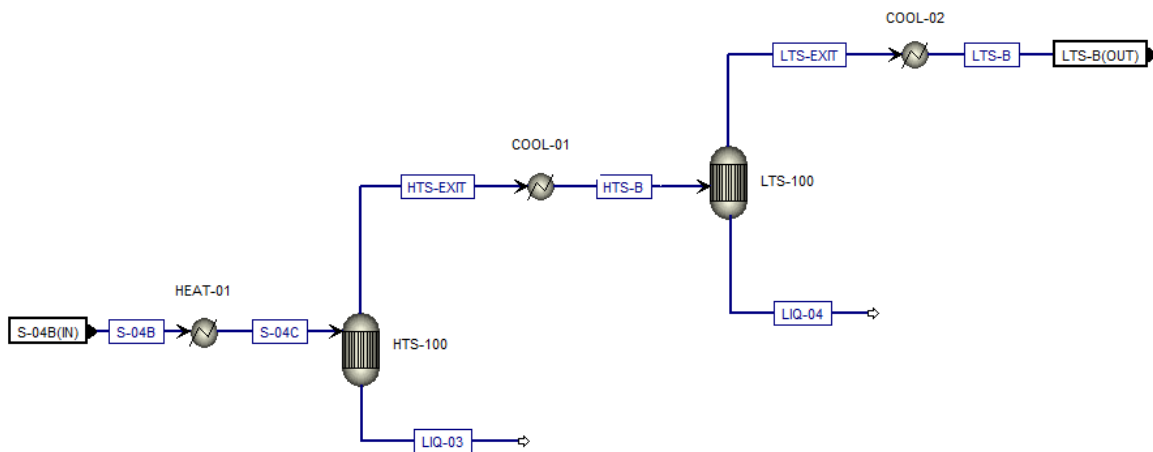 COOL-02
LTS-EXIT
LTS-B
LTS-B(OUT)
COOL-01
HTS-EXIT
HTS-B
LTS-100
HEAT-01
LIQ-04
S-04B(IN)
S-04B
S-04C
HTS-100
LIQ-03